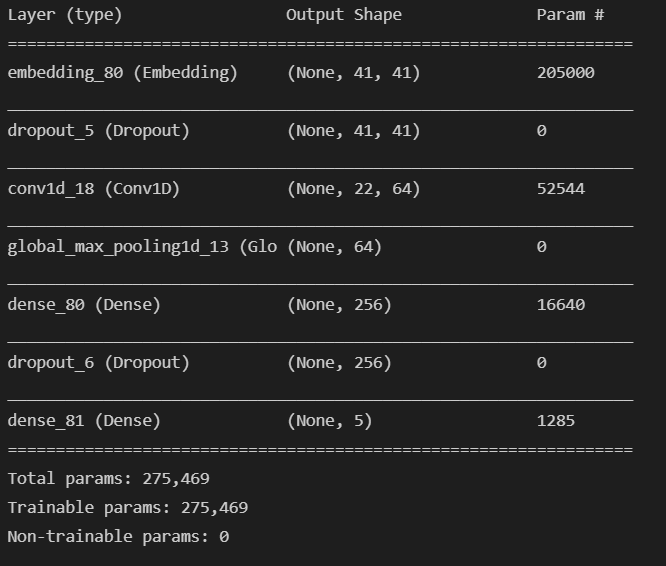 Layer (type)                 Output Shape              Param #
=================================================================
embedding_80 (Embedding)     (None, 41, 41)            205000
_________________________________________________________________
dropout_5 (Dropout)          (None, 41, 41)            0
_________________________________________________________________
conv1d_18 (Conv1D)           (None, 22, 64)            52544
_________________________________________________________________
global_max_pooling1d_13 (Glo (None, 64)                0
_________________________________________________________________
dense_80 (Dense)             (None, 256)               16640
_________________________________________________________________
dropout_6 (Dropout)          (None, 256)               0
_________________________________________________________________
dense_81 (Dense)             (None, 5)                 1285
=================================================================
Total params: 275,469
Trainable params: 275,469
Non-trainable params: 0